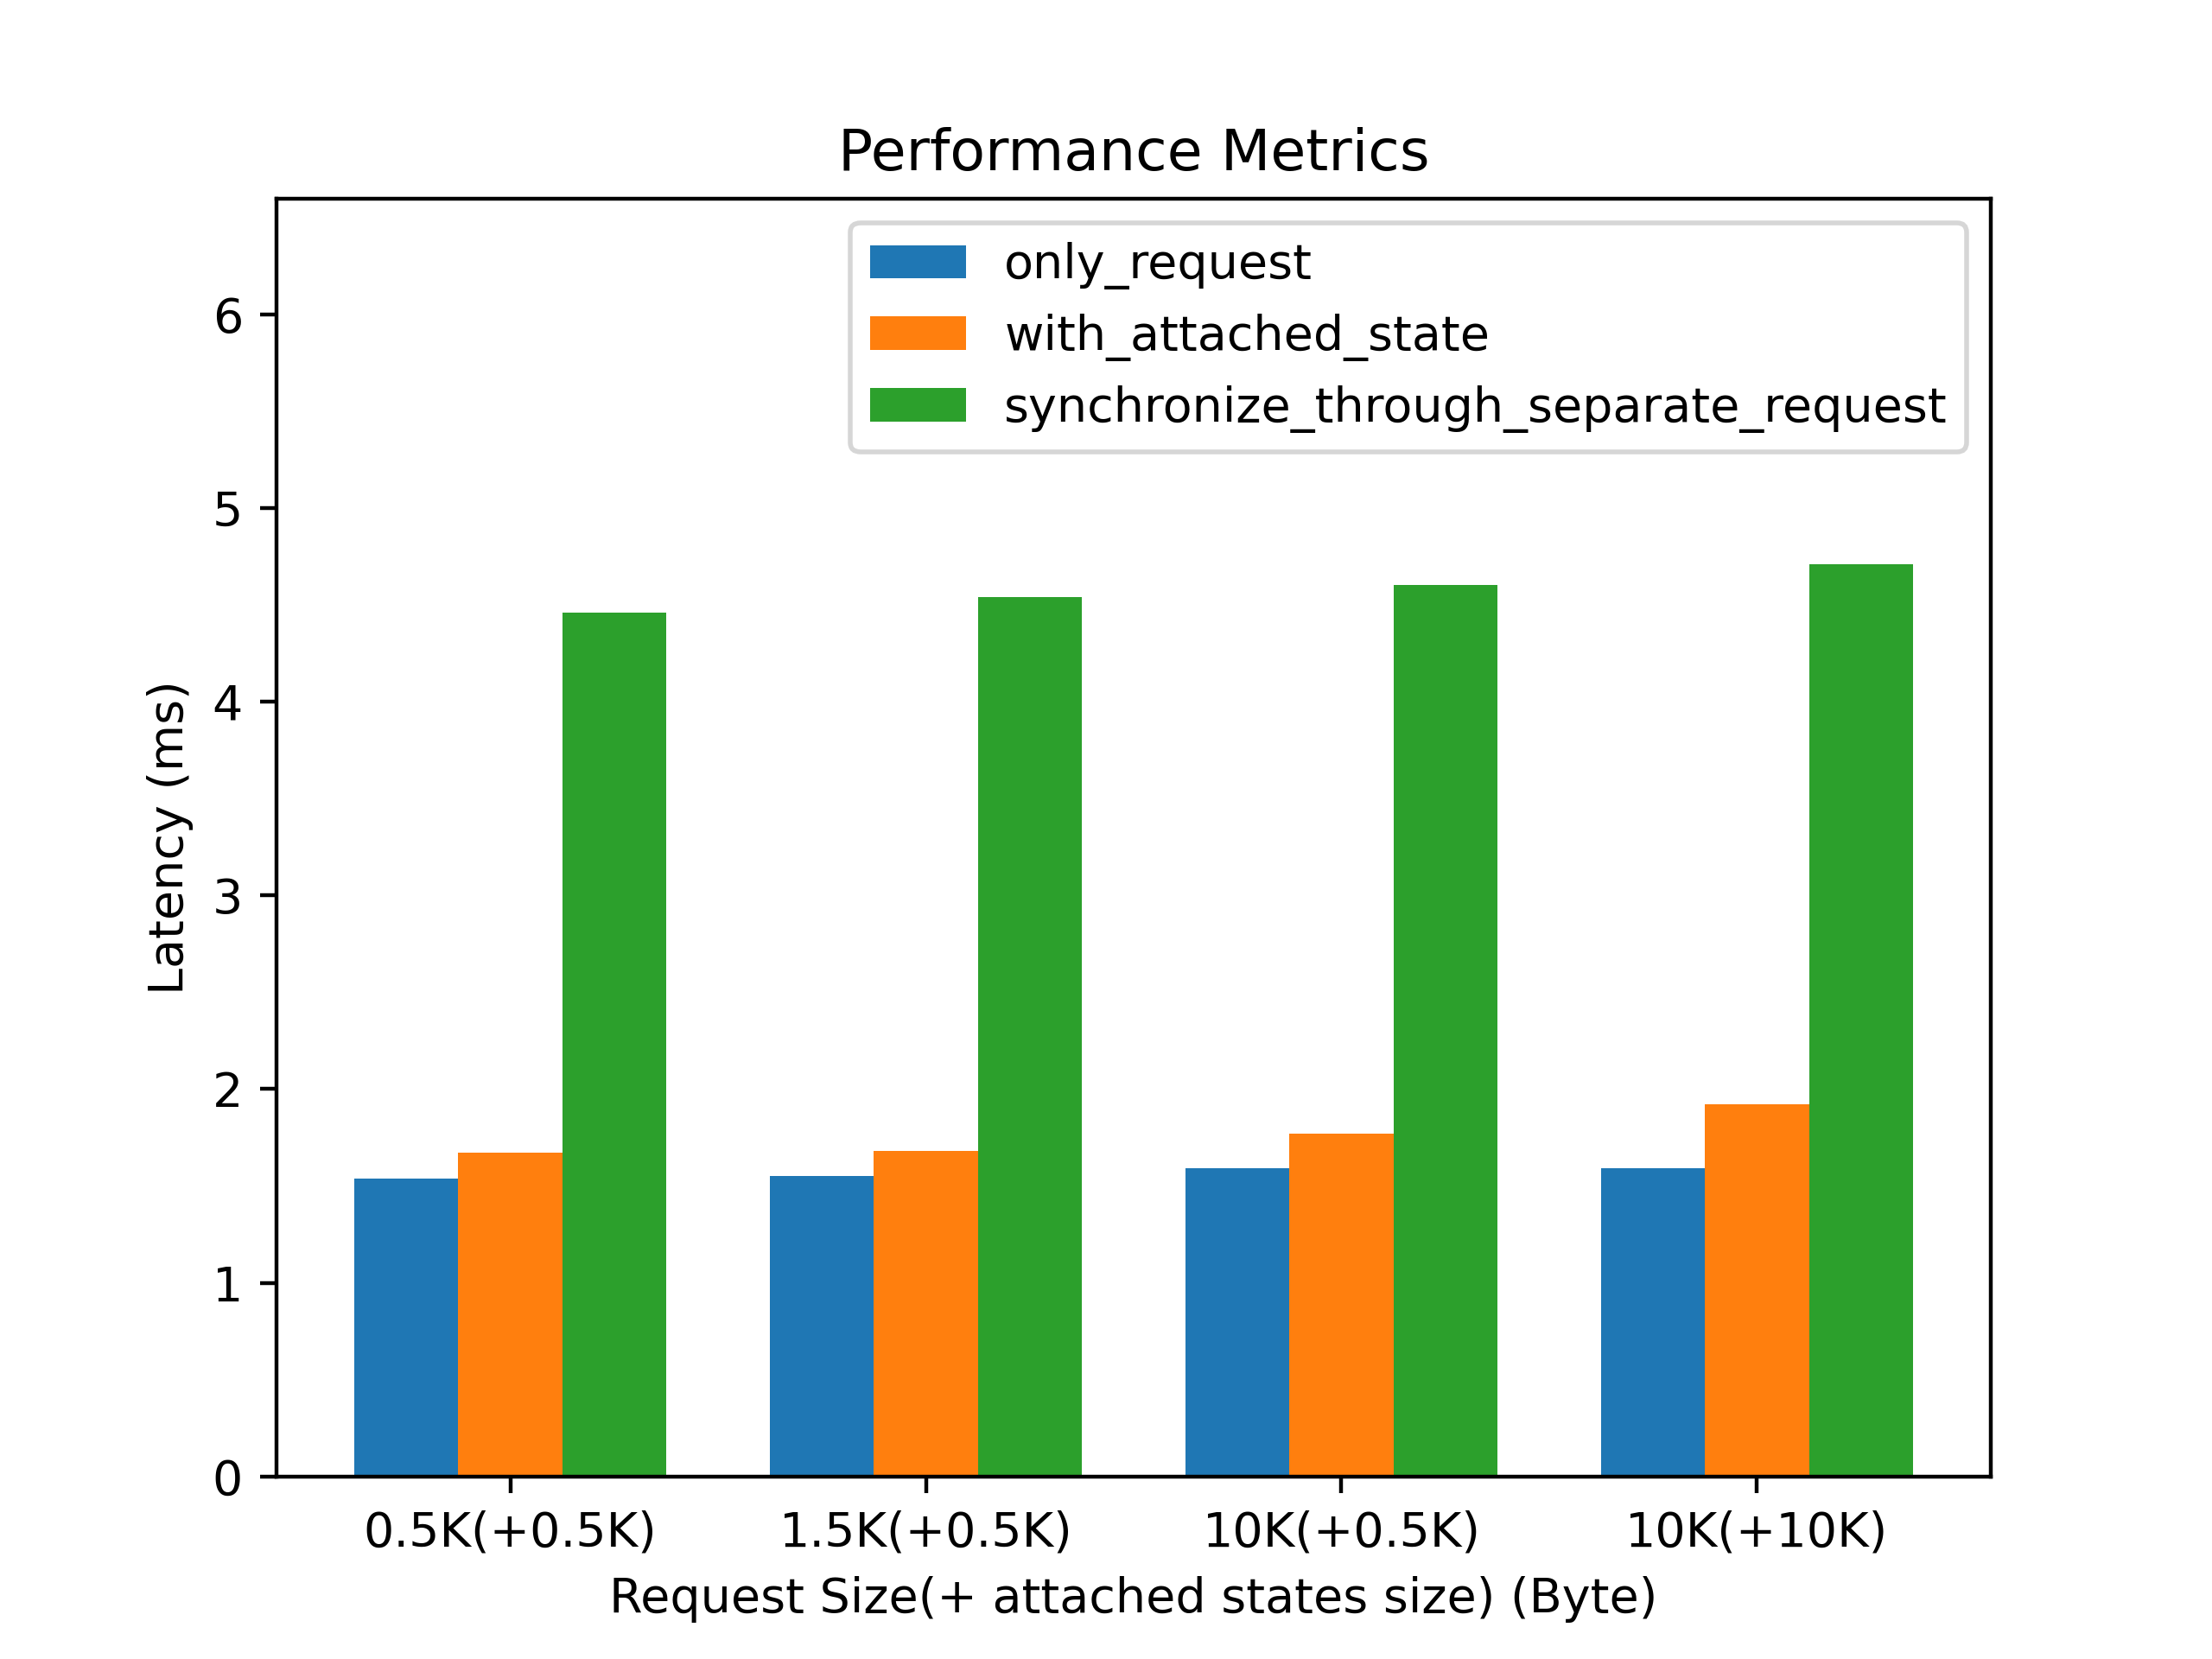 Performance Metrics
only_request
with_attached_state
synchronize_through_separate_request
6
5
4
3
2
1
0
Latency (ms)
0.5K(+0.5K) 1.5K(+0.5K) 10K(+0.5K) 10K(+10K)
Request Size(+ attached states size) (Byte)